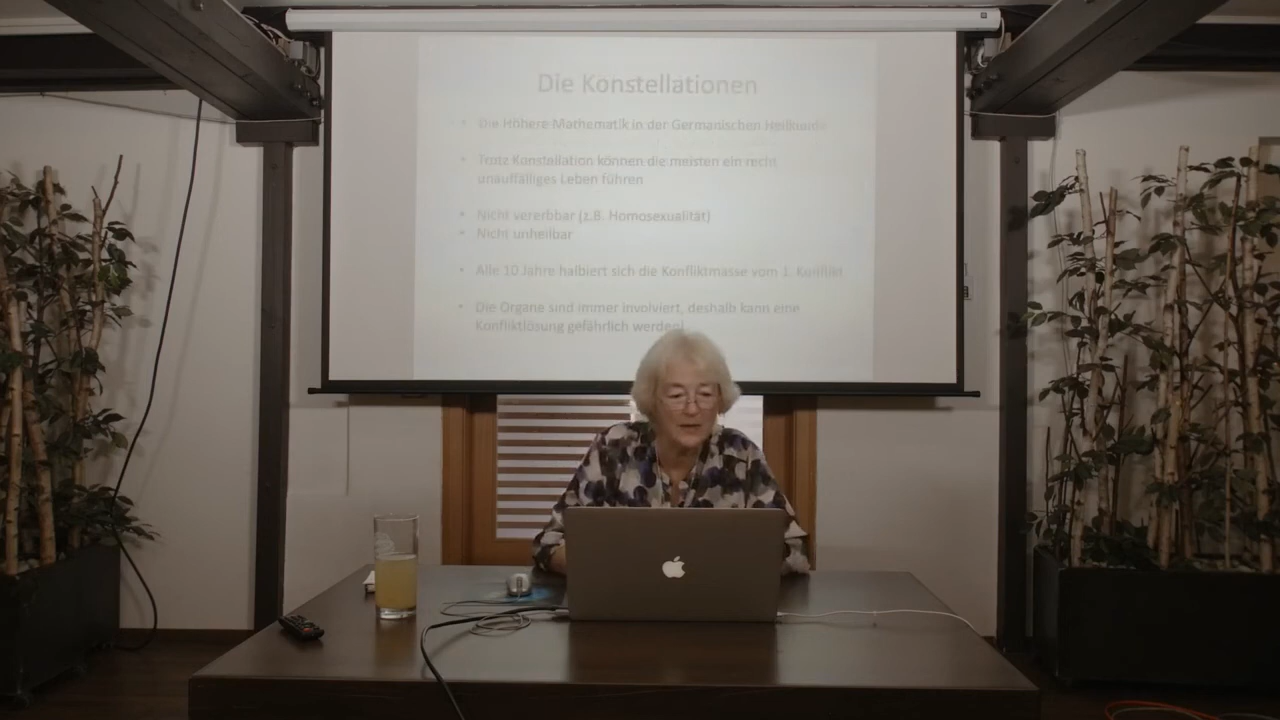 Die Konstellationen
• Die Höhere Mathematik in der Germanischen Heilkunde
• Trotz Konstellation können die meisten ein recht
unauffälliges Leben führen
• Nicht vererbbar (z.B. Homosexualität)
• Nicht unheilbar
• Alle 10 Jahre halbiert sich die Konfliktmasse vom 1. Konflikt
• Die Organe sind immer involviert, deshalb kann eine
Konfliktlösung gefährlich werden!